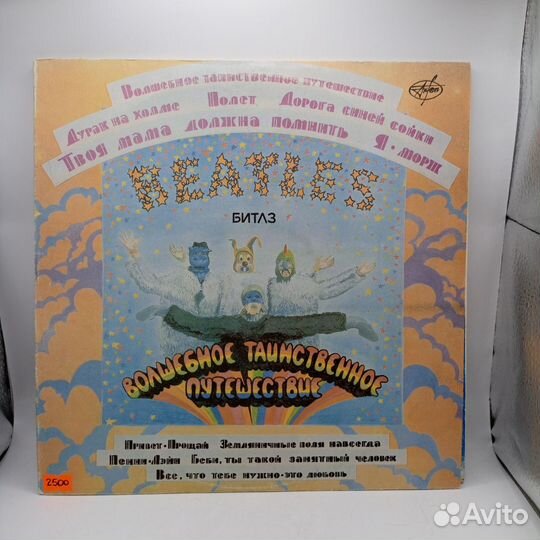 Волшебное таинственное путешествие
Дурак на холме Полет Дорога синей сойки
Твоя мама должна помнить Я - морж
Антроп
BEATLES
БИТЛЗ
ВОЛШЕБНОЕ ТАИНСТВЕННОЕ
ПУТЕШЕСТВИЕ
Привет-Прощай Земляничные поля навсегда
Пенни-Лэйн Беби, ты такой занятный человек
Все, что тебе нужно-это любовь
2500
Avito